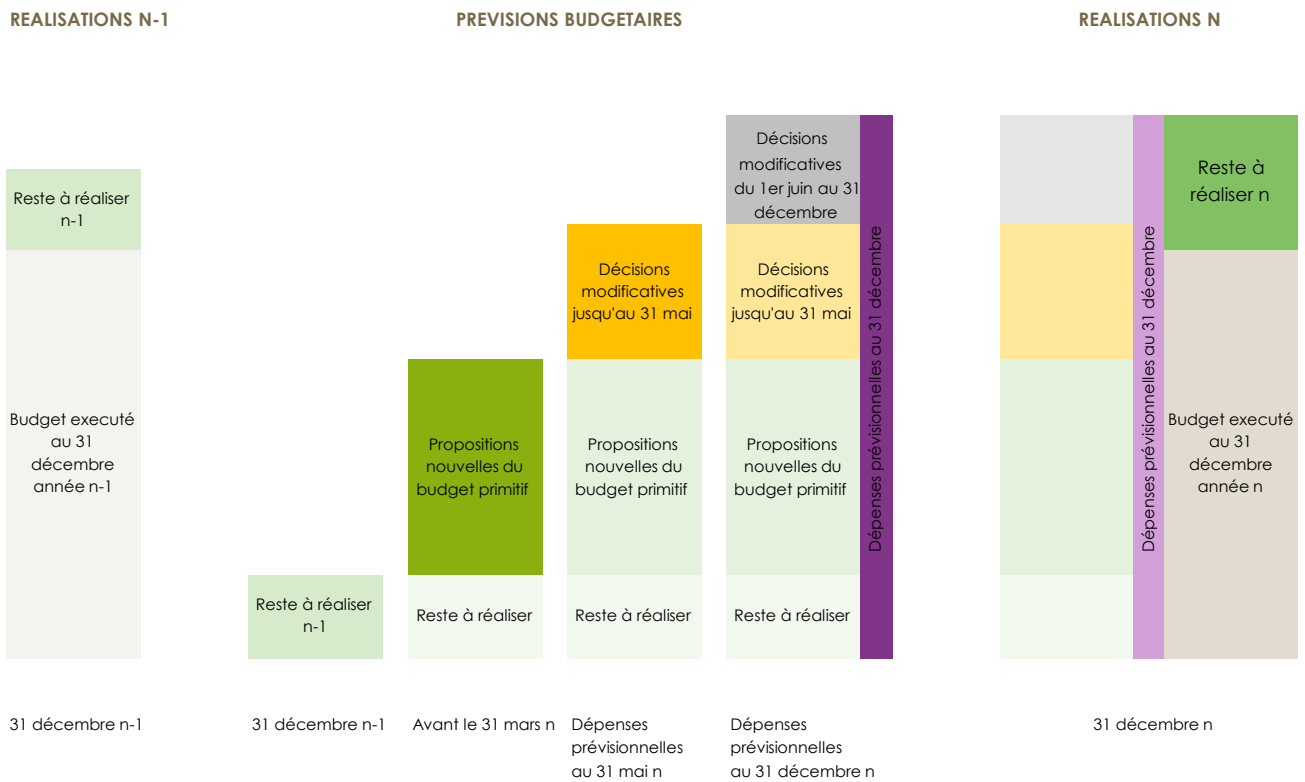 REALISATIONS N-1
PREVISIONS BUDGETAIRES
REALISATIONS N
Reste à réaliser
n-1
Budget executé
au 31
décembre
année n-1
Reste à réaliser
n-1
Propositions
nouvelles du
budget primitif
Reste à réaliser
Décisions
modificatives
jusqu'au 31 mai
Propositions
nouvelles du
budget primitif
Reste à réaliser
Décisions
modificatives
du 1er juin au 31
décembre
Décisions
modificatives
jusqu'au 31 mai
Propositions
nouvelles du
budget primitif
Reste à réaliser
Dépenses prévisionnelles au 31 décembre
Dépenses prévisionnelles au 31 décembre
Reste à
réaliser n
Budget executé
au 31
décembre
année n
31 décembre n-1
31 décembre n-1
Avant le 31 mars n
Dépenses
prévisionnelles
au 31 mai n
Dépenses
prévisionnelles
au 31 décembre n
31 décembre n